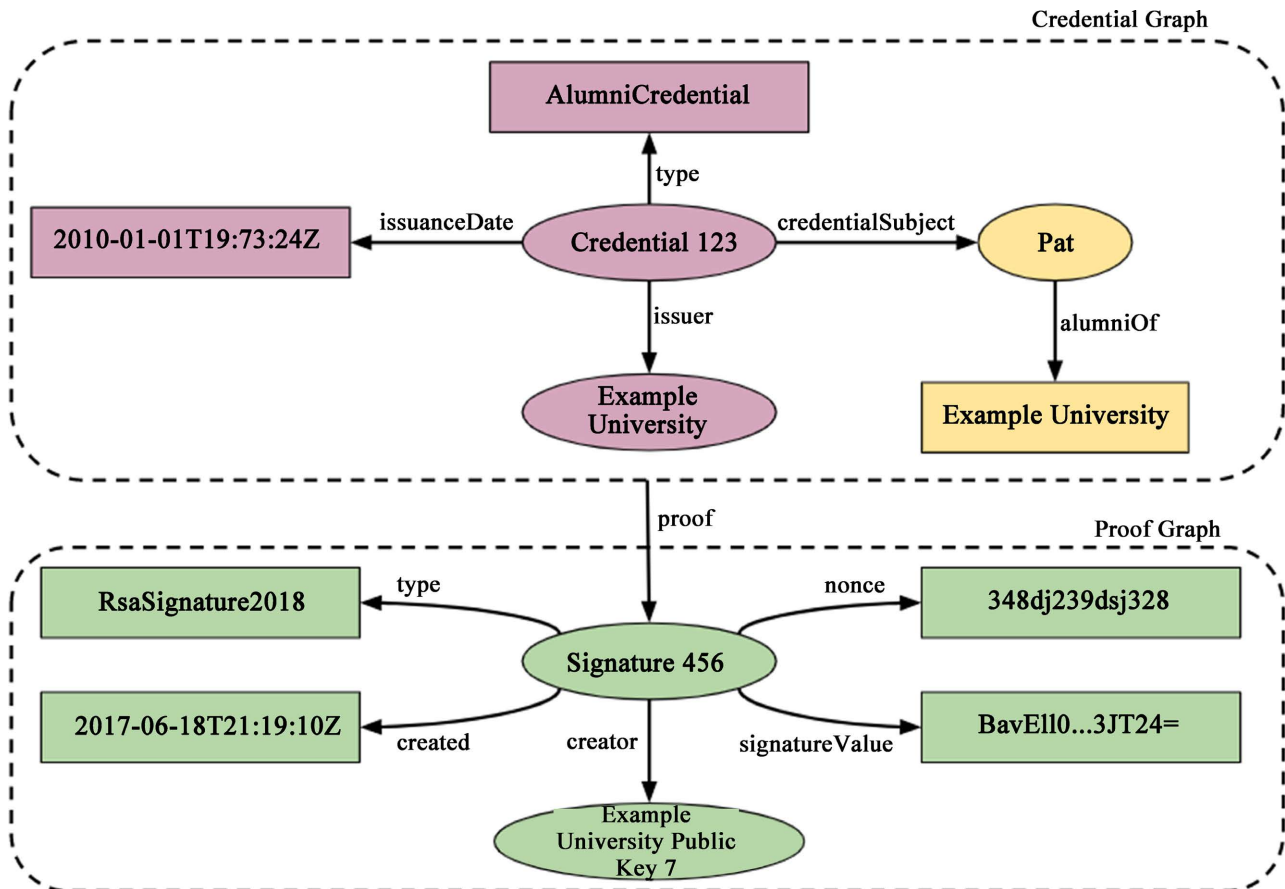 Credential Graph
AlumniCredential
type
2010-01-01T19:73:24Z
issuanceDate
Credential 123
credentialSubject
Pat
issuer
alumniOf
Example
University
Example University
proof
Proof Graph
RsaSignature2018
type
nonce
348dj239dsj328
Signature 456
2017-06-18T21:19:10Z
created
creator
signatureValue
BavEll0...3JT24=
Example
University Public
Key 7